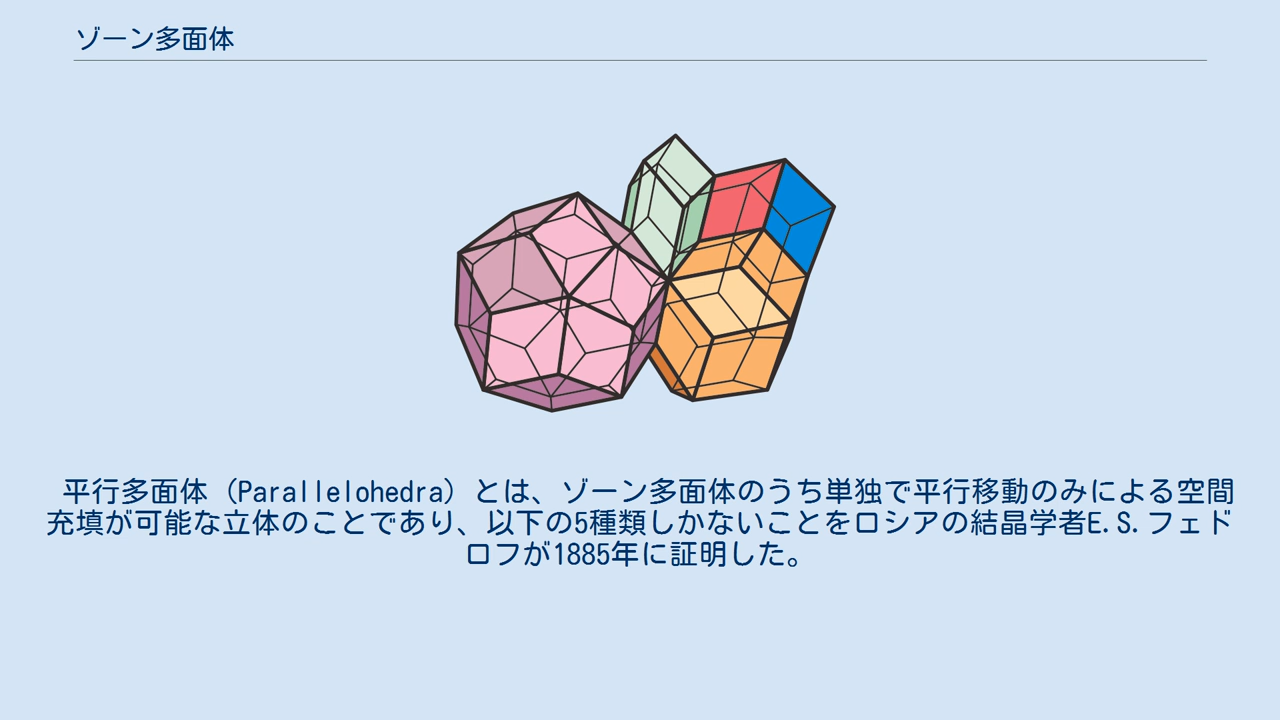 ゾーン多面体
平行多面体（Parallelohedra）とは、ゾーン多面体のうち単独で平行移動のみによる空間
充填が可能な立体のことであり、以下の5種類しかないことをロシアの結晶学者E.S.フェド
ロフが1885年に証明した。